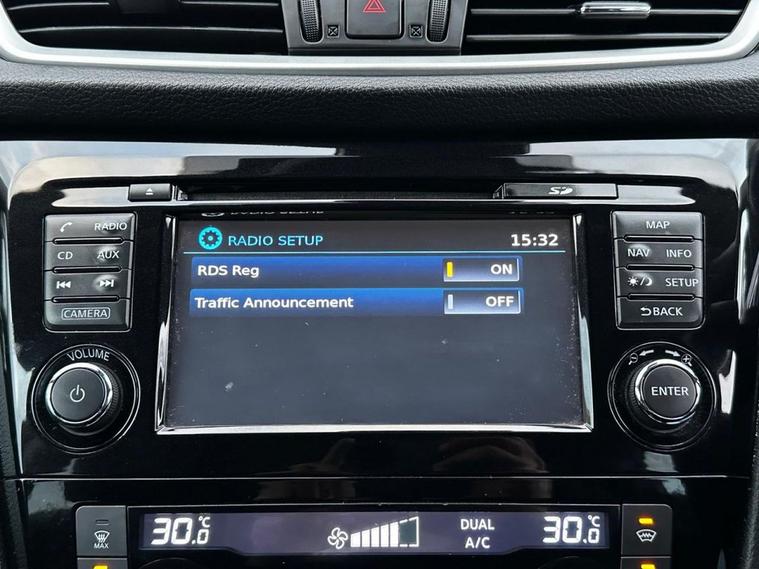 SD
RADIO
RADIO SETUP
15:32
MAP
CD
AUX
RDS Reg
ON
NAV
INFO
Traffic Announcement
OFF
SETUP
CAMERA
BACK
VOLUME
ENTER
30.0°C
DUAL
A/C
30.0°C
MAX